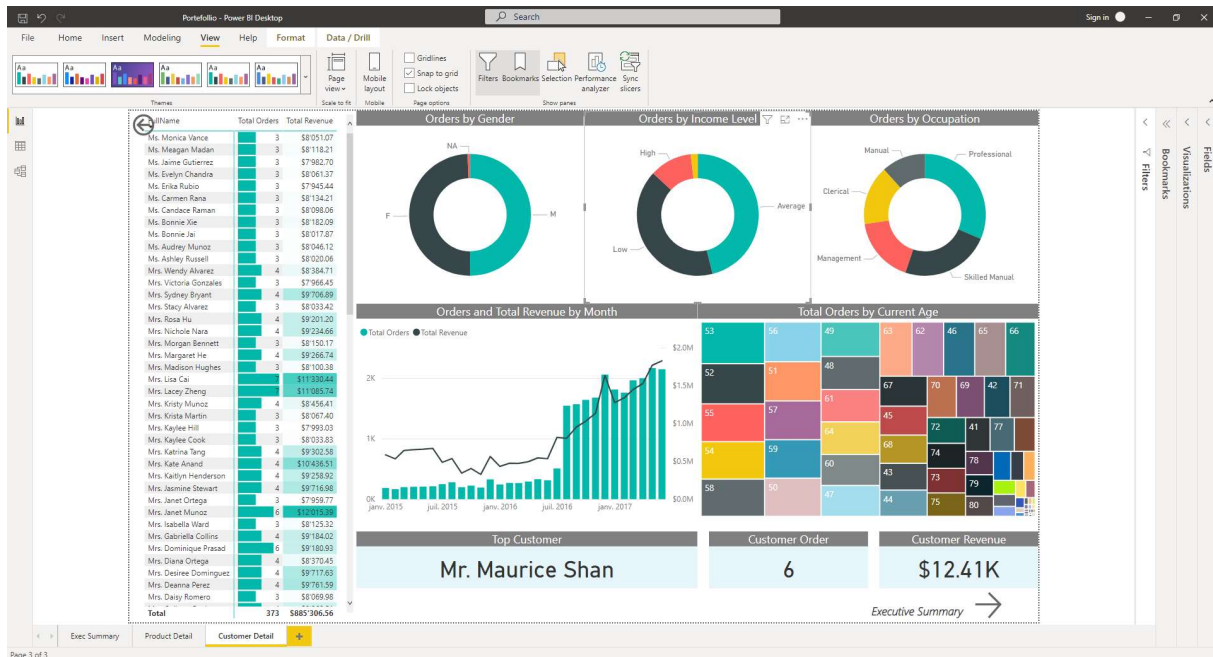 Portefollio - Power BI Desktop
Search
Sign in
File Home Insert Modeling View Help Format Data / Drill
Aa Aa Aa Aa Aa Aa
Page view
Mobile layout
Gridlines
Snap to grid
Lock objects
Filters Bookmarks Selection Performance analyzer Sync slicers
Themes Scale to fit Mobile Page options Show panes
FullName Total Orders Total Revenue
Ms. Monica Vance 3 $8'051.07
Ms. Meagan Madan 3 $8'118.21
Ms. Jaime Gutierrez 3 $7'982.70
Ms. Evelyn Chandra 3 $8'061.37
Ms. Erika Rubio 3 $7'945.44
Ms. Carmen Rana 3 $8'134.21
Ms. Candace Raman 3 $8'098.06
Ms. Bonnie Xie 3 $8'182.09
Ms. Bonnie Jai 3 $8'017.87
Ms. Audrey Munoz 3 $8'046.12
Ms. Ashley Russell 3 $8'020.06
Mrs. Wendy Alvarez 4 $8'384.71
Mrs. Victoria Gonzales 3 $7'966.45
Mrs. Sydney Bryant 4 $9'706.89
Mrs. Stacy Alvarez 3 $8'033.42
Mrs. Rosa Hu 4 $9'201.20
Mrs. Nichole Nara 4 $9'234.66
Mrs. Morgan Bennett 3 $8'150.17
Mrs. Margaret He 4 $9'266.74
Mrs. Madison Hughes 3 $8'100.38
Mrs. Lisa Cai 7 $11'330.44
Mrs. Lacey Zheng 7 $11'085.74
Mrs. Kristy Munoz 4 $8'456.41
Mrs. Krista Martin 3 $8'067.40
Mrs. Kaylee Hill 3 $7'993.03
Mrs. Kaylee Cook 3 $8'033.83
Mrs. Katrina Tang 4 $9'302.58
Mrs. Kate Anand 4 $10'436.51
Mrs. Kaitlyn Henderson 4 $9'258.92
Mrs. Jasmine Stewart 4 $9'716.98
Mrs. Janet Ortega 3 $7'959.77
Mrs. Janet Munoz 6 $12'015.39
Mrs. Isabella Ward 3 $8'125.32
Mrs. Gabriella Collins 4 $9'184.02
Mrs. Dominique Prasad 6 $9'180.93
Mrs. Diana Ortega 4 $8'370.45
Mrs. Desiree Dominguez 4 $9'717.63
Mrs. Deanna Perez 4 $9'761.59
Mrs. Daisy Romero 3 $8'069.98
Total 373 $885'306.56
Orders by Gender
NA
F
M
Orders by Income Level
High
Average
Low
Orders by Occupation
Manual
Professional
Clerical
Management
Skilled Manual
Orders and Total Revenue by Month
Total Orders Total Revenue
2K
1K
0K
$2.0M
$1.5M
$1.0M
$0.5M
$0.0M
janv. 2015 juil. 2015 janv. 2016 juil. 2016 janv. 2017
Total Orders by Current Age
53 56 49 63 62 46 65 66
52 51 48
67 70 69 42 71
55 57 61
45
72 41 77
54 59 64
68
74
78
60
43
73
79
58 50 47
44
75
80
Top Customer
Mr. Maurice Shan
Customer Order
6
Customer Revenue
$12.41K
Executive Summary
Filters
Bookmarks
Visualizations
Fields
Exec Summary Product Detail Customer Detail
Page 3 of 3